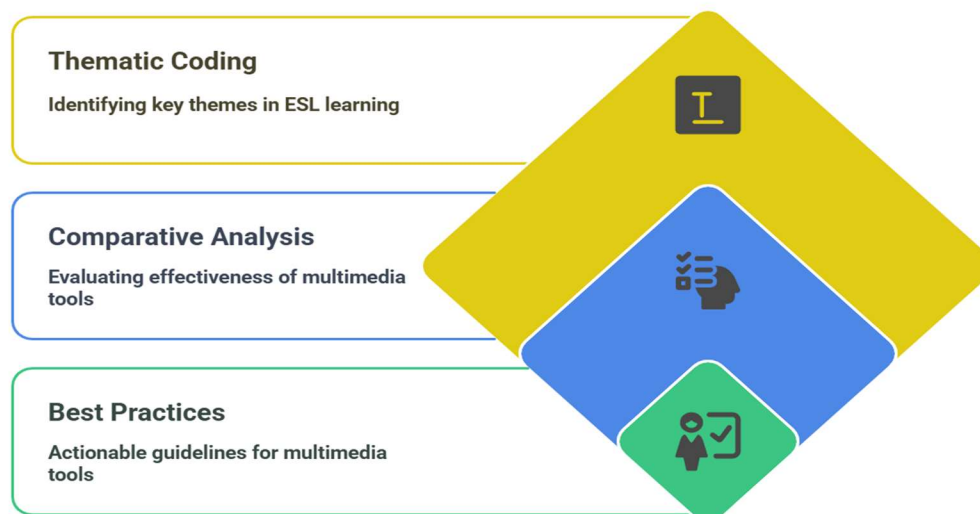 Thematic Coding
Identifying key themes in ESL learning
T
Comparative Analysis
Evaluating effectiveness of multimedia
tools
Best Practices
Actionable guidelines for multimedia
tools